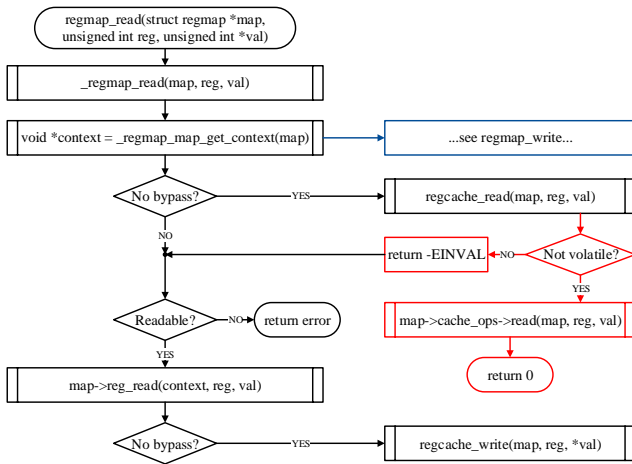 regmap_read(struct regmap *map,
unsigned int reg, unsigned int *val)
_regmap_read(map, reg, val)
void *context = _regmap_map_get_context(map)
...see regmap_write...
No bypass?
YES
regcache_read(map, reg, val)
NO
return -EINVAL
NO
Not volatile?
YES
Readable?
NO
return error
map->cache_ops->read(map, reg, val)
YES
return 0
map->reg_read(context, reg, val)
No bypass?
YES
regcache_write(map, reg, *val)